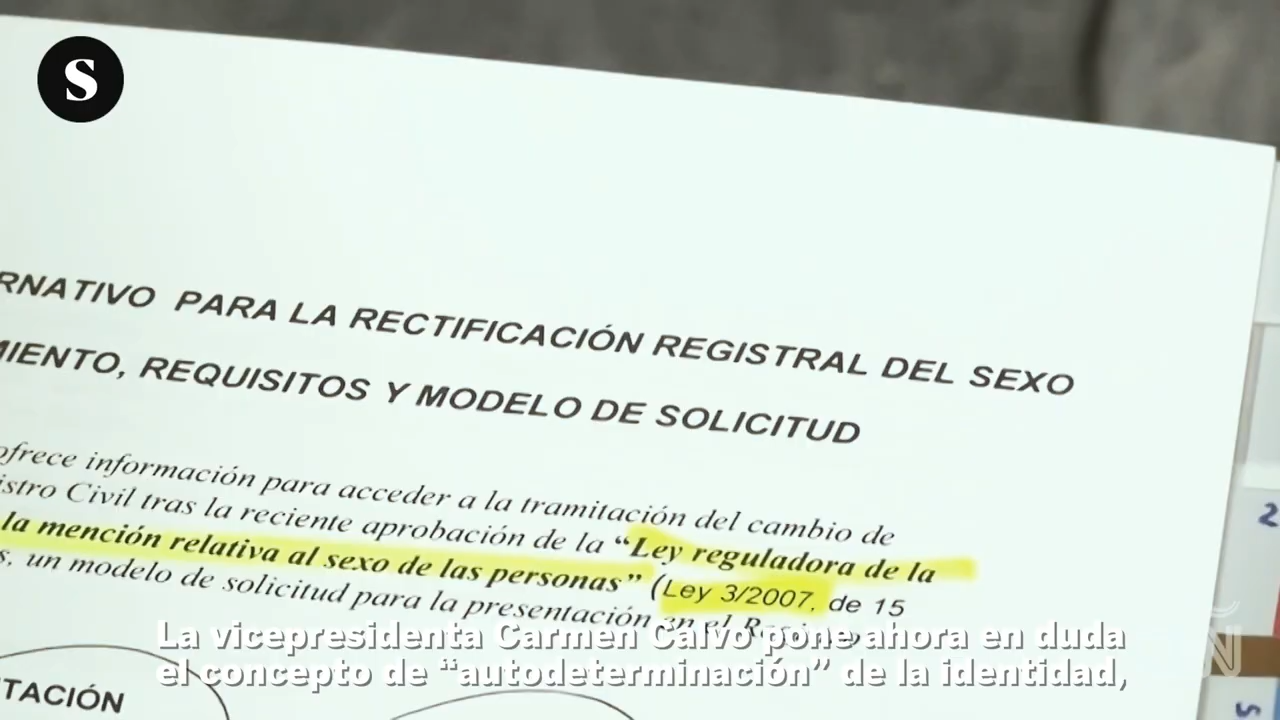 S
RNATIVO PARA LA RECTIFICACIÓN REGISTRAL DEL SEXO
MIENTO, REQUISITOS Y MODELO DE SOLICITUD
ofrece información para acceder a la tramitación del cambio de
istro Civil tras la reciente aprobación de la “Ley reguladora de la
la mención relativa al sexo de las personas” (Ley 3/2007, de 15
s, un modelo de solicitud para la presentación en el
La vicepresidenta Carmen Calvo pone ahora en duda
el concepto de “autodeterminación” de la identidad,
TACIÓN
Ñ
2
S